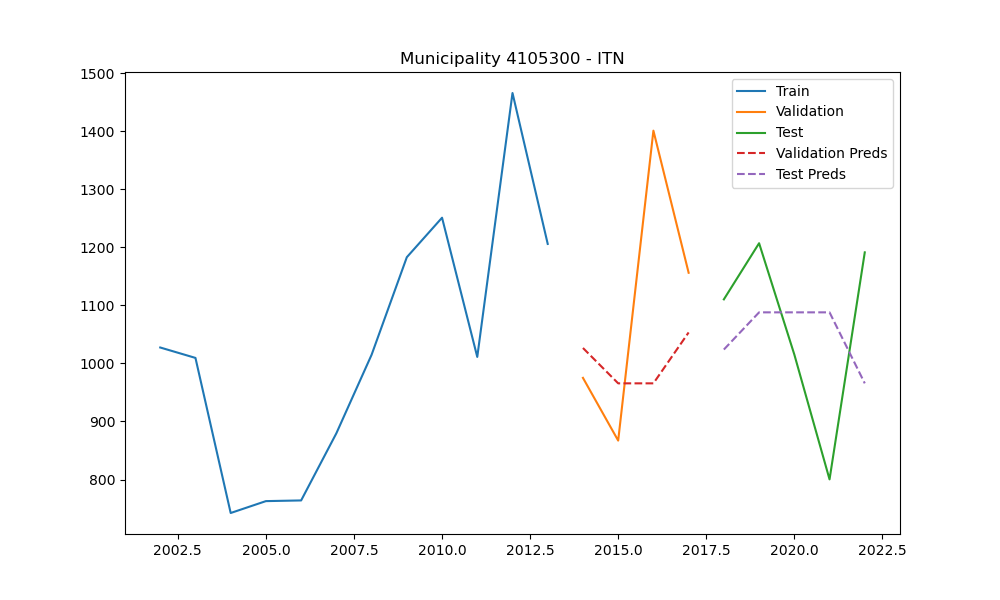 Municipality 4105300 - ITN
1500
1400
1300
1200
1100
1000
900
800
2002.5
2005.0
2007.5
2010.0
2012.5
2015.0
2017.5
2020.0
2022.5
Train
Validation
Test
Validation Preds
Test Preds